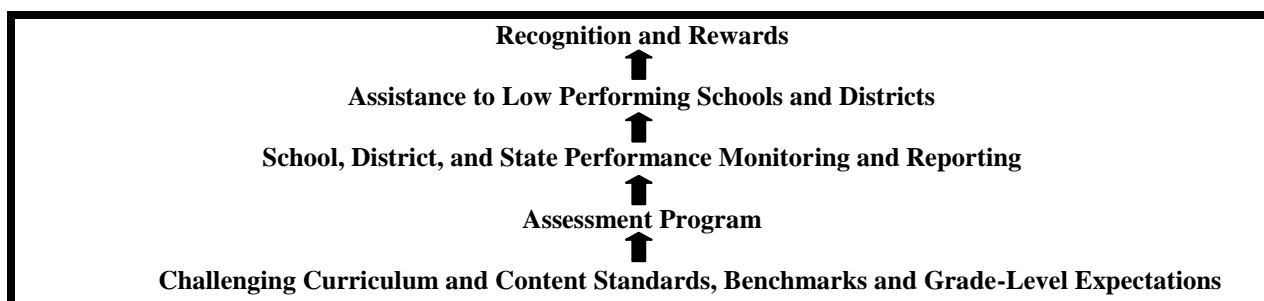 Recognition and Rewards
Assistance to Low Performing Schools and Districts
School, District, and State Performance Monitoring and Reporting
Assessment Program
Challenging Curriculum and Content Standards, Benchmarks and Grade-Level Expectations